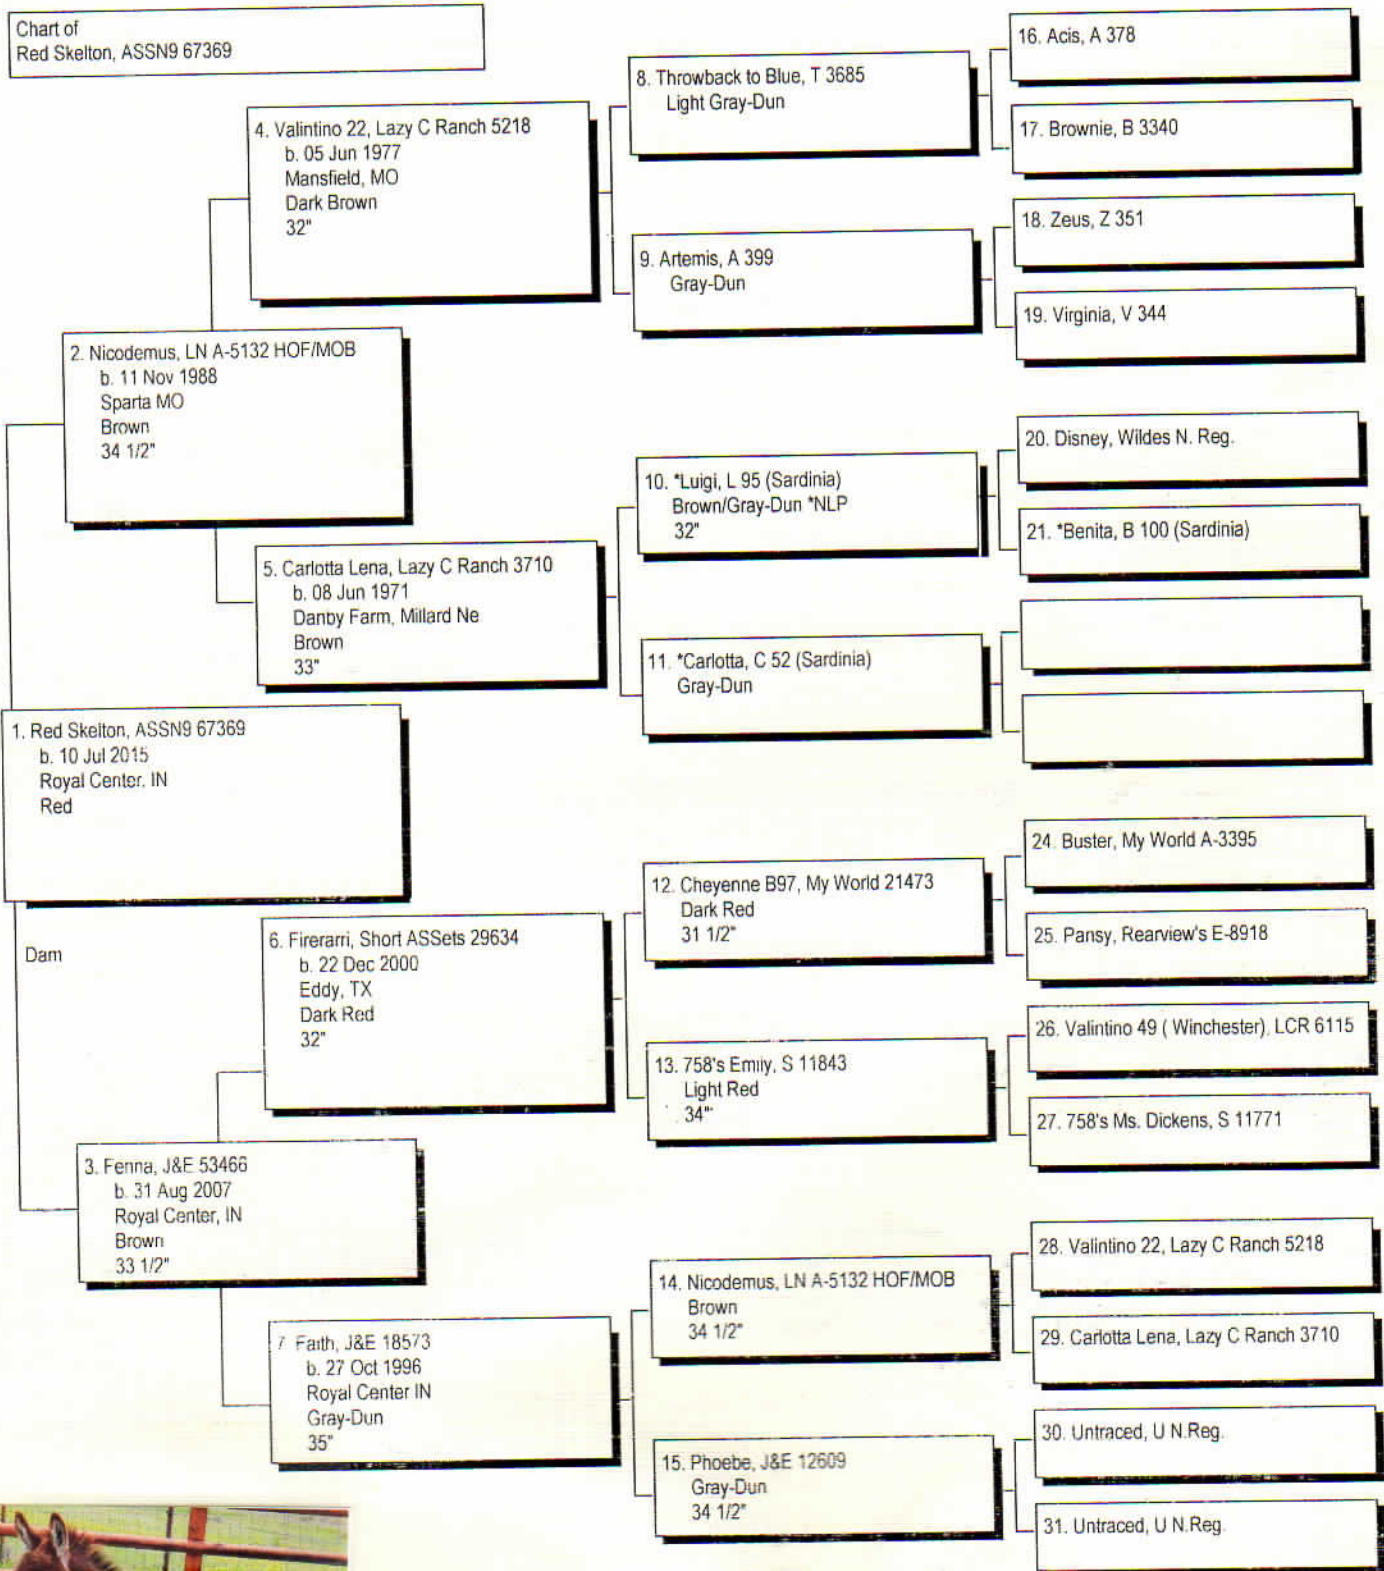 Chart of
Red Skelton, ASSN9 67369
1. Red Skelton, ASSN9 67369
b. 10 Jul 2015
Royal Center, IN
Red
Dam
2. Nicodemus, LN A-5132 HOF/MOB
b. 11 Nov 1988
Sparta MO
Brown
34 1/2"
3. Fenna, J&E 53466
b. 31 Aug 2007
Royal Center, IN
Brown
33 1/2"
4. Valintino 22, Lazy C Ranch 5218
b. 05 Jun 1977
Mansfield, MO
Dark Brown
32"
5. Carlotta Lena, Lazy C Ranch 3710
b. 08 Jun 1971
Danby Farm, Millard Ne
Brown
33"
6. Firerarri, Short ASSets 29634
b. 22 Dec 2000
Eddy, TX
Dark Red
32"
7 Faith, J&E 18573
b. 27 Oct 1996
Royal Center IN
Gray-Dun
35"
8. Throwback to Blue, T 3685
Light Gray-Dun
9. Artemis, A 399
Gray-Dun
10. *Luigi, L 95 (Sardinia)
Brown/Gray-Dun *NLP
32"
11. *Carlotta, C 52 (Sardinia)
Gray-Dun
12. Cheyenne B97, My World 21473
Dark Red
31 1/2"
13. 758's Emily, S 11843
Light Red
34"
14. Nicodemus, LN A-5132 HOF/MOB
Brown
34 1/2"
15. Phoebe, J&E 12609
Gray-Dun
34 1/2"
16. Acis, A 378
17. Brownie, B 3340
18. Zeus, Z 351
19. Virginia, V 344
20. Disney, Wildes N. Reg.
21. *Benita, B 100 (Sardinia)
24. Buster, My World A-3395
25. Pansy, Rearview's E-8918
26. Valintino 49 ( Winchester), LCR 6115
27. 758's Ms. Dickens, S 11771
28. Valintino 22, Lazy C Ranch 5218
29. Carlotta Lena, Lazy C Ranch 3710
30. Untraced, U N.Reg.
31. Untraced, U N.Reg.